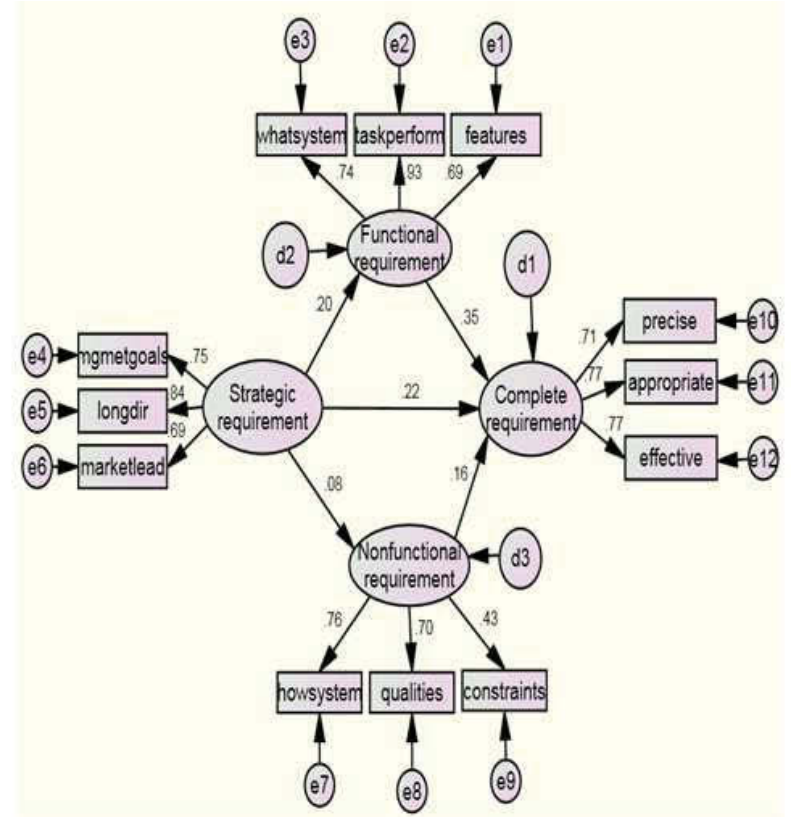 e3
e2
e1
whatsystem
taskperform
features
.74
.93
.69
Functional
requirement
d2
d1
.20
.35
precise
e10
.71
e4
mgmetgoals
.75
Strategic
requirement
.22
Complete
requirement
.77
appropriate
e11
e5
longdir
.84
.69
e6
marketlead
.77
effective
e12
.08
.16
Nonfunctional
requirement
d3
.76
.70
.43
howsystem
qualities
constraints
e7
e8
e9